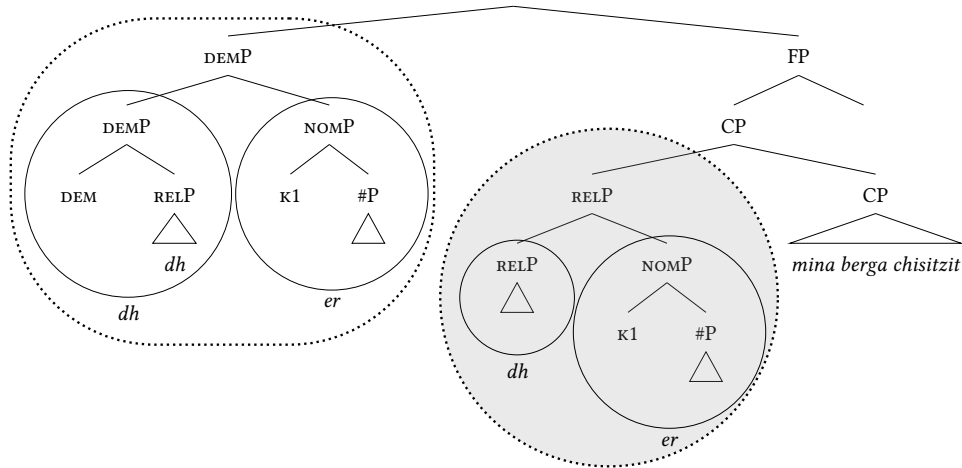 DEMP FP
DEMP NOMP CP
DEM RELP K1 #P RELP CP
dh RELP NOMP mina berga chisitzit
dh er K1 #P
dh
er